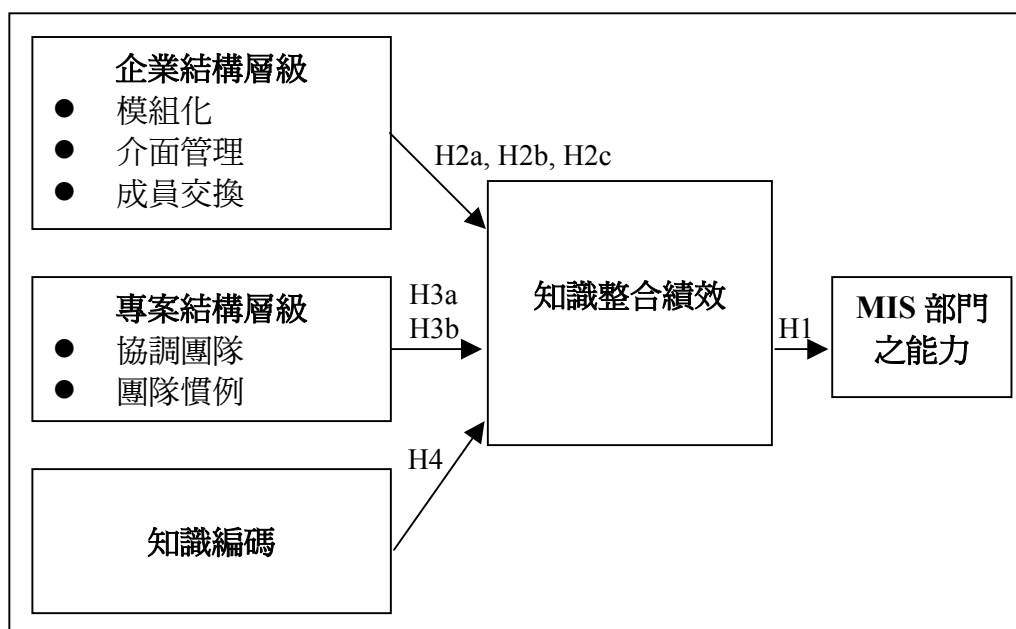 企業結構層級
● 模組化
● 介面管理
● 成員交換
H2a, H2b, H2c
專案結構層級
● 協調團隊
● 團隊慣例
H3a
H3b
知識編碼
H4
知識整合績效
H1
MIS 部門
之能力